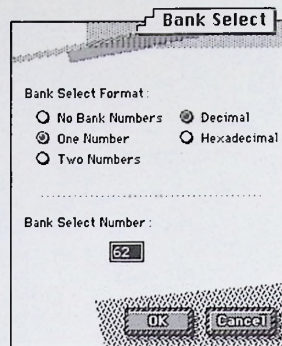 Bank Select
Bank Select Format:
No Bank Numbers
Decimal
One Number
Hexadecimal
Two Numbers
Bank Select Number:
62
OK
Cancel